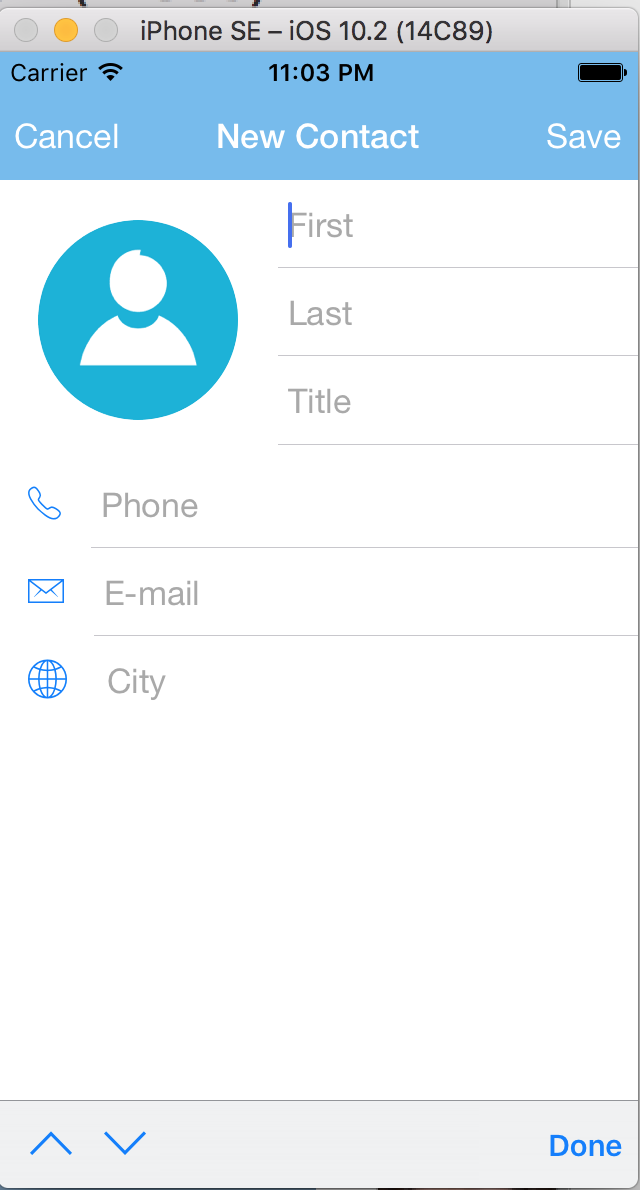 iPhone SE – iOS 10.2 (14C89)
Carrier 11:03 PM
Cancel New Contact Save
First
Last
Title
Phone
E-mail
City
Done